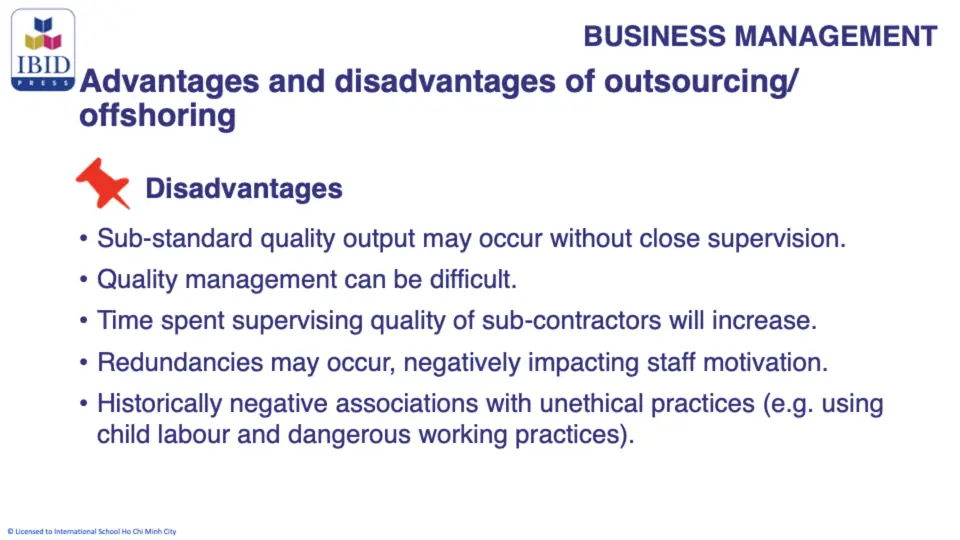 IBID
PRESS
BUSINESS MANAGEMENT
Advantages and disadvantages of outsourcing/
offshoring
Disadvantages
• Sub-standard quality output may occur without close supervision.
• Quality management can be difficult.
• Time spent supervising quality of sub-contractors will increase.
• Redundancies may occur, negatively impacting staff motivation.
• Historically negative associations with unethical practices (e.g. using
child labour and dangerous working practices).
© Licensed to International School Ho Chi Minh City